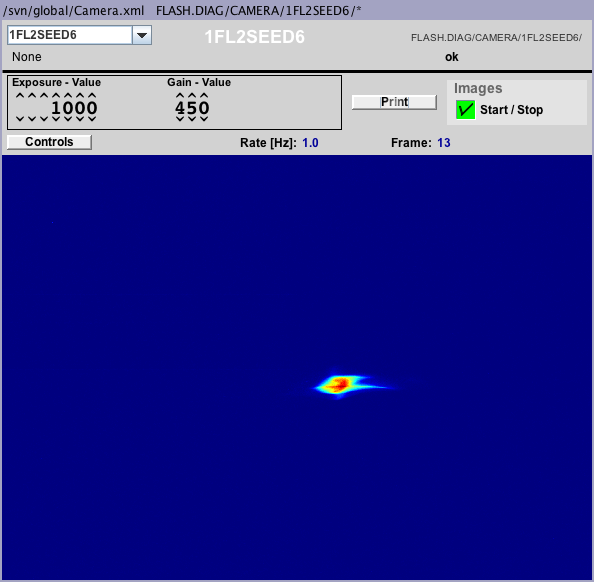 /svn/global/Camera.xml FLASH.DIAG/CAMERA/1FL2SEED6/*
1FL2SEED6 1FL2SEED6 FLASH.DIAG/CAMERA/1FL2SEED6/
None ok
Exposure - Value Gain - Value
1000 450
Print
Images
Start / Stop
Controls Rate [Hz]: 1.0 Frame: 13